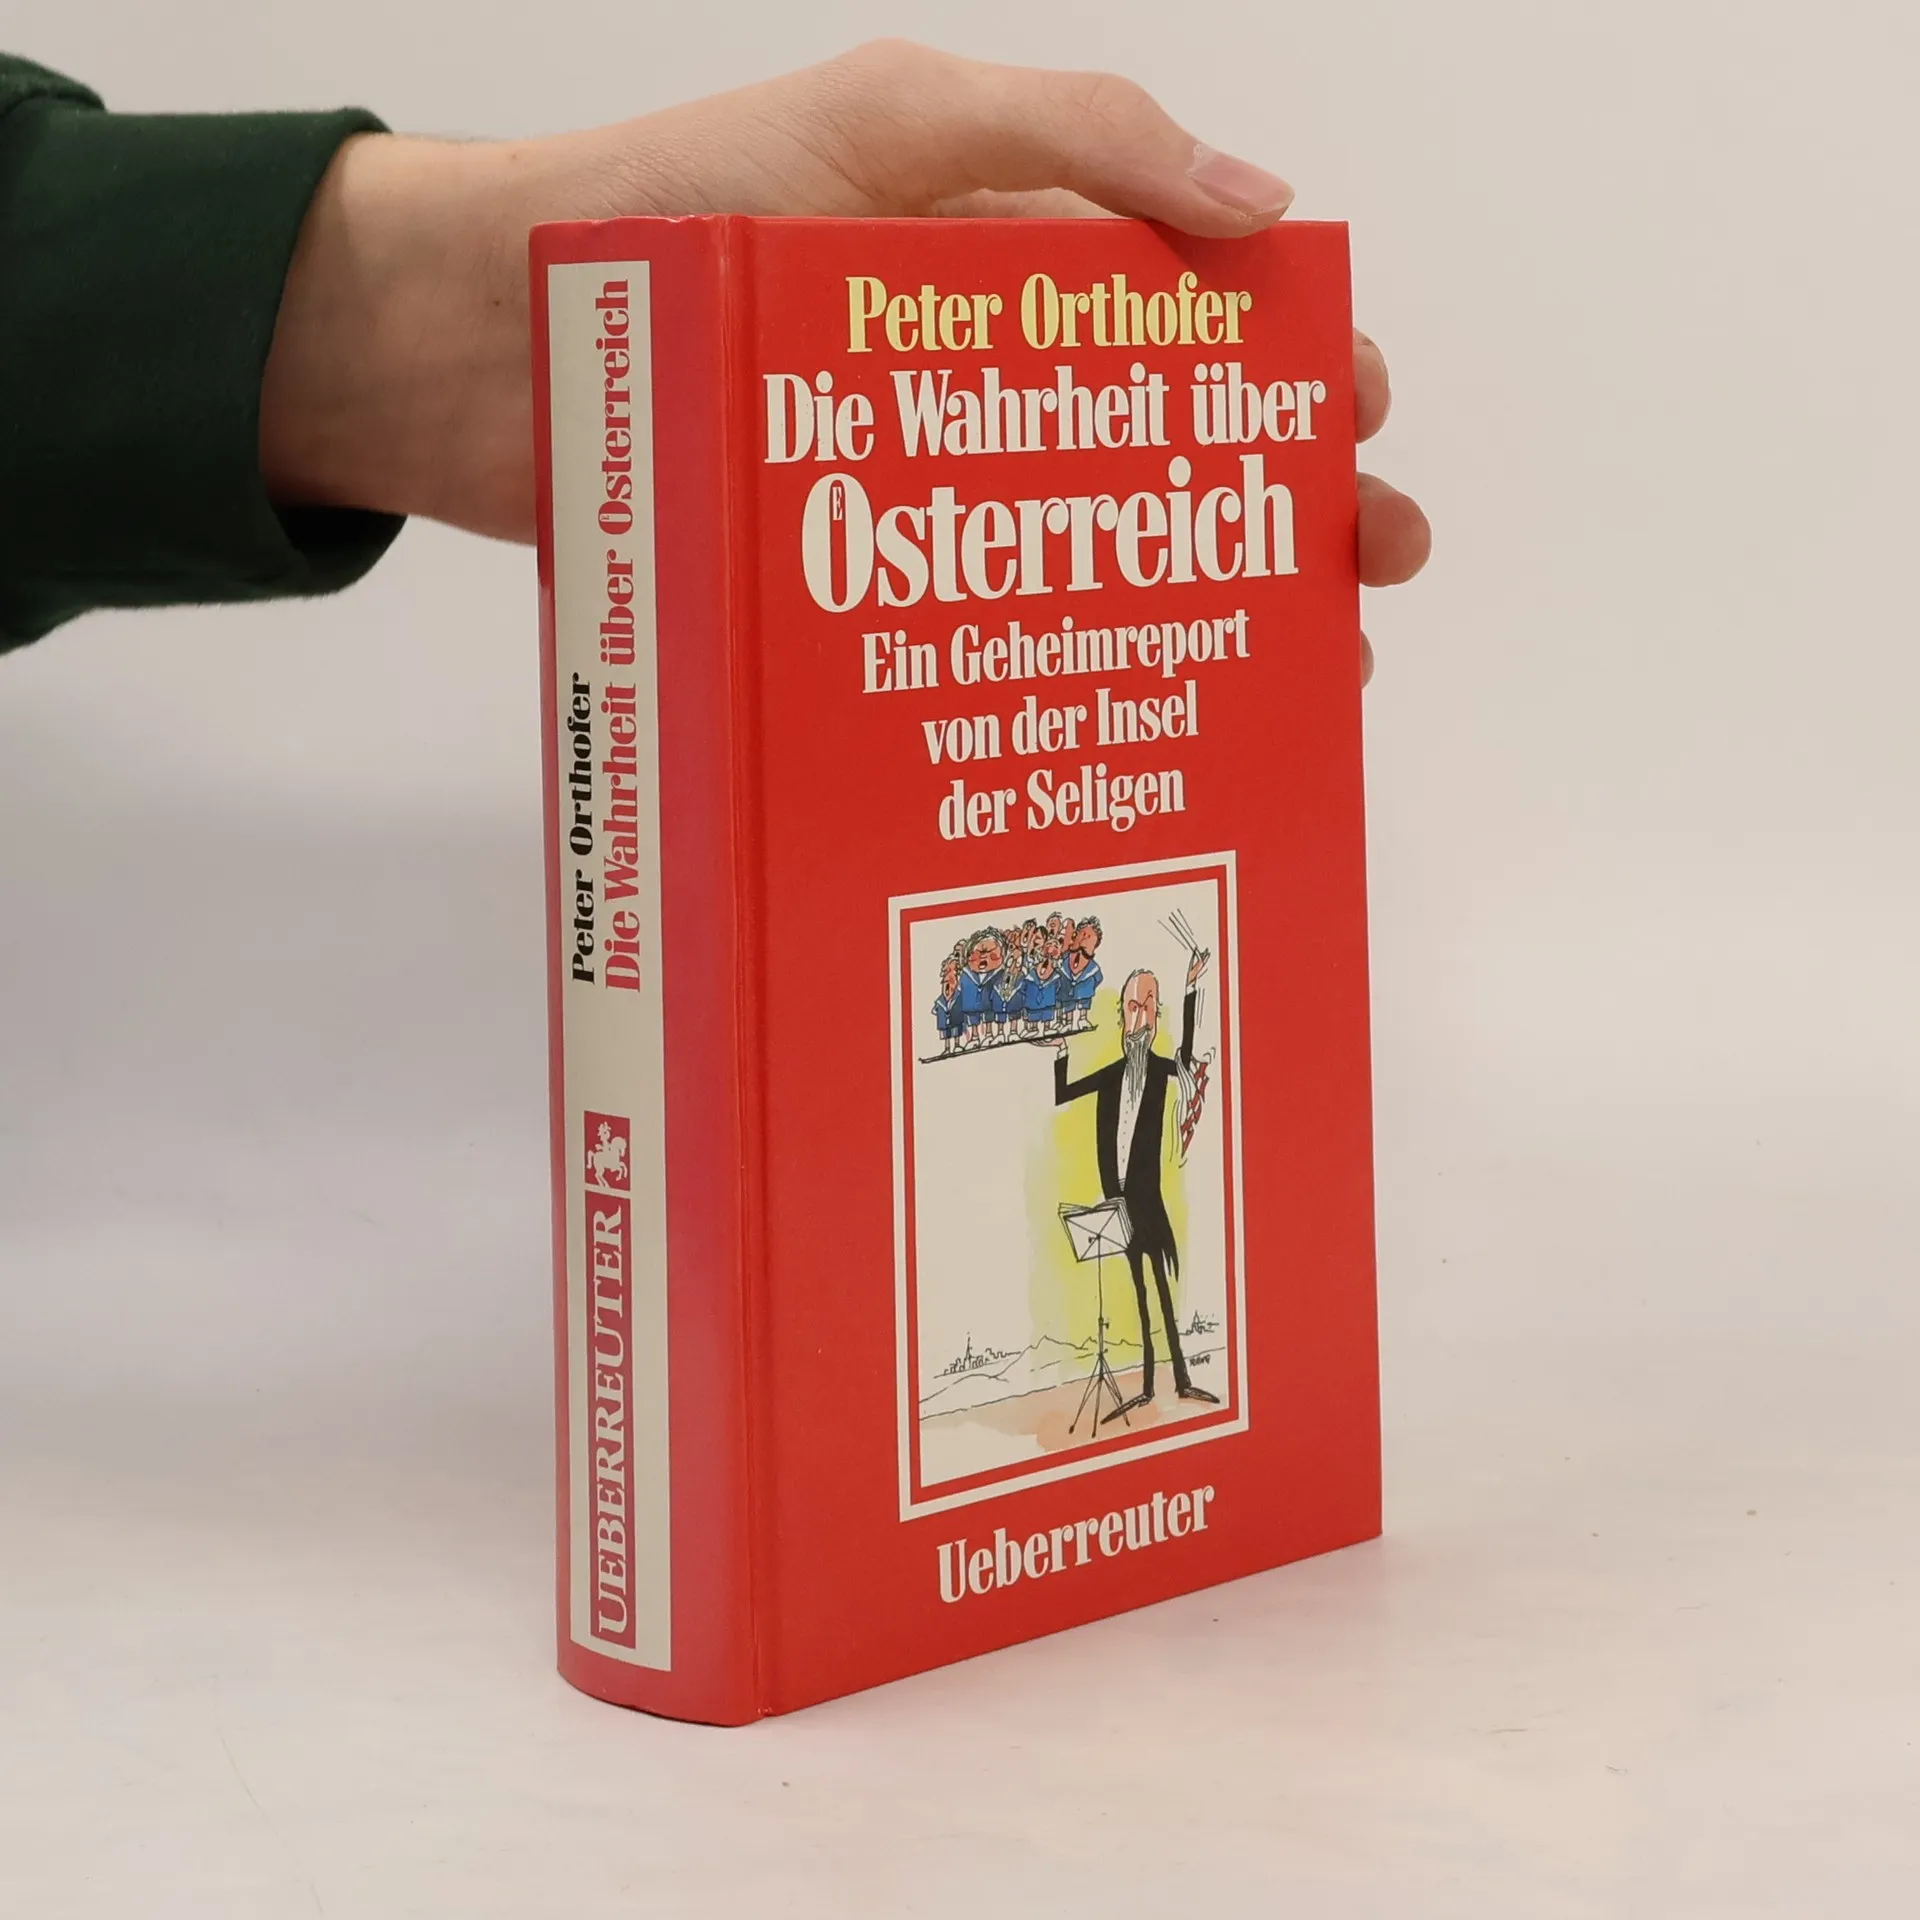 Peter Orthofer
Die Wahrheit über
Österreich
UEBERREUTER
Peter Orthofer
Die Wahrheit über
Österreich
Ein Geheimreport
von der Insel
der Seligen
Ueberreuter